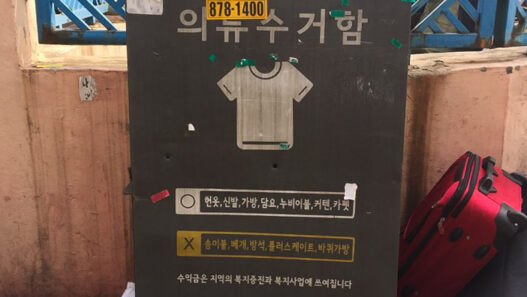 878-1400
의류수거함
헌옷,신발,가방,담요,누비이불,커텐,카펫
X 솜이불,베개,방석,롤러스케이트,바퀴가방
수익금은 지역의 복지증진과 복지사업에 쓰여집니다